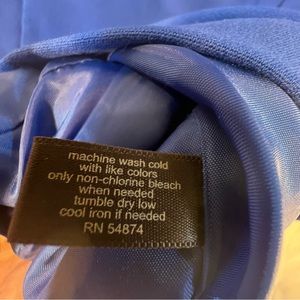 machine wash cold
with like colors
only non-chlorine bleach
when needed
tumble dry low
cool iron if needed
RN 54874